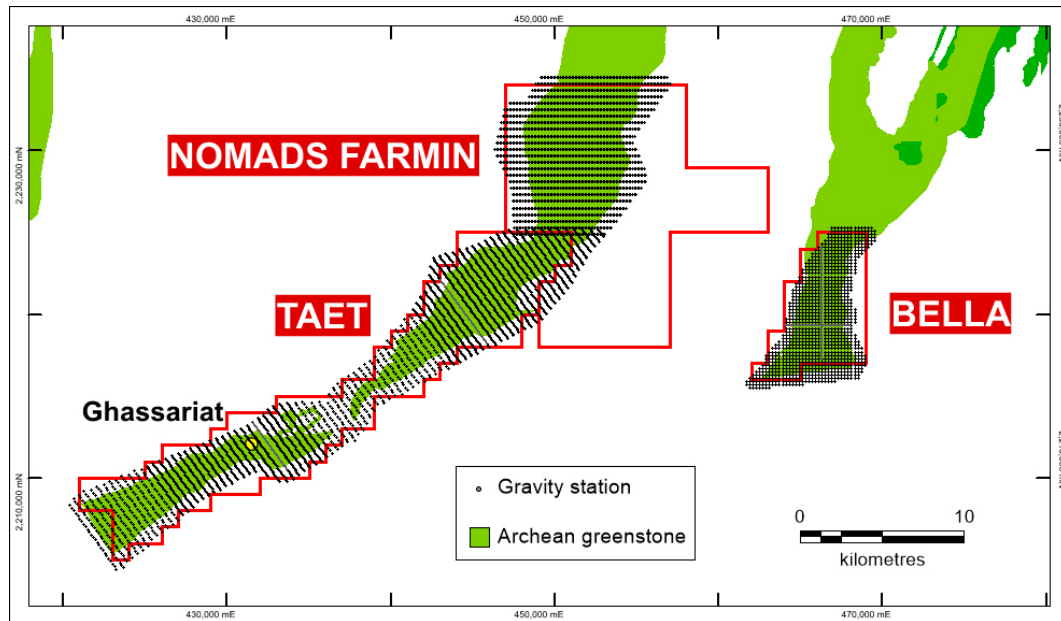 430,000 mE
450,000 mE
470,000 mE
NOMADS FARMIN
2,230,000 mN
TAET
BELLA
Ghassariat
2,210,000 mN
Gravity station
Archean greenstone
0 10
kilometres
430,000 mE
450,000 mE
470,000 mE